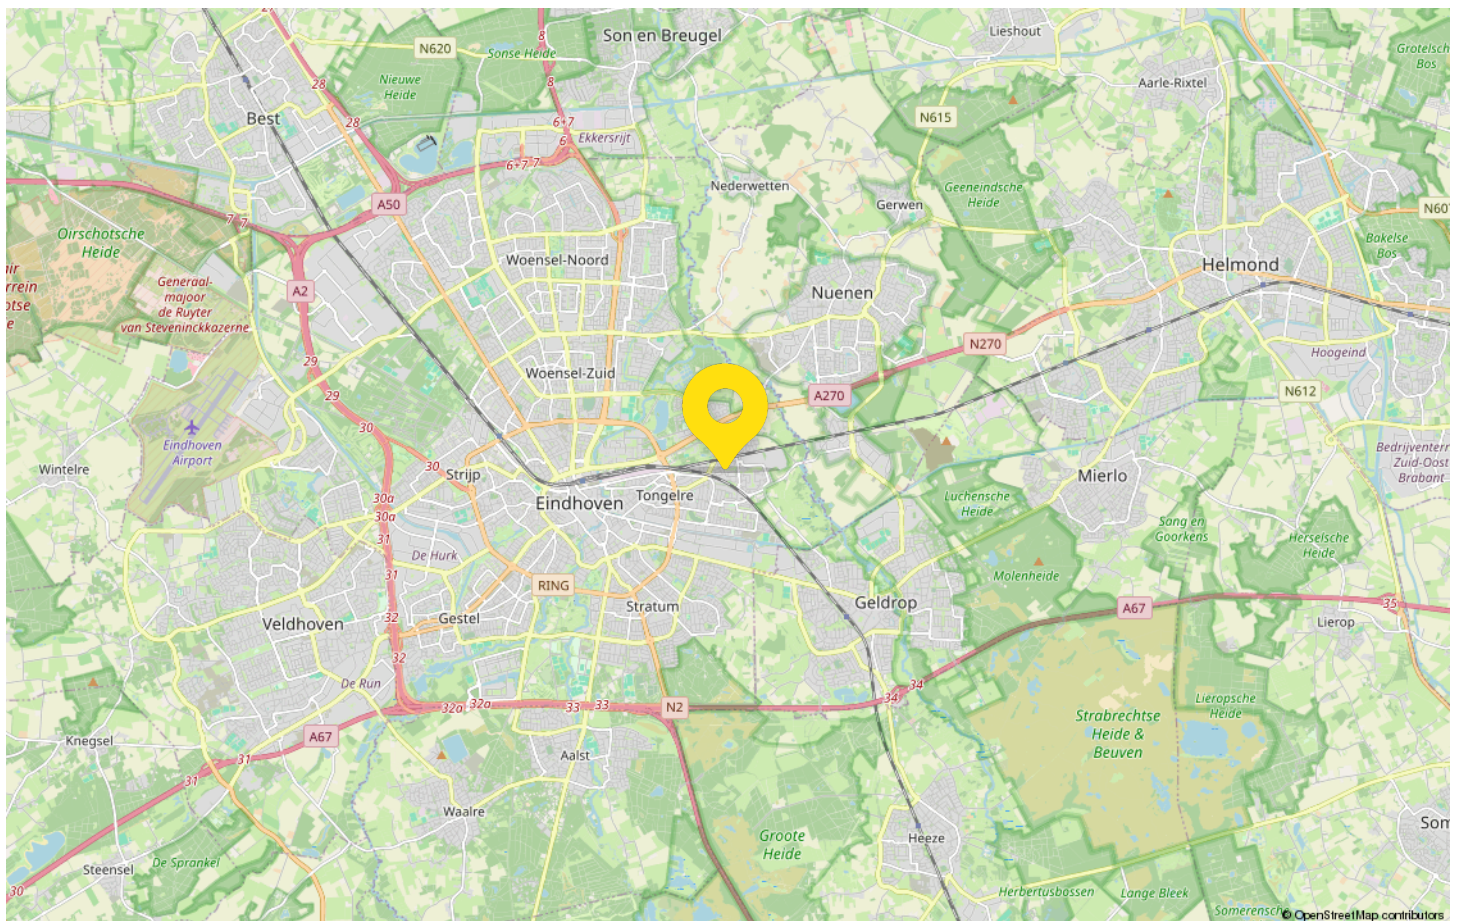 27
8
Son en Breugel
Lieshout
N620
Sonse Heide
Grotelsch
Bos
Nieuwe
Heide
28
8
Aarle-Rixtel
Best
28
6+7
6
Ekkersrijt
N615
6+7
7
Nederwetten
Geeneindsche
Heide
A50
Gerwen
N607
7
7
Oirschotsche
Heide
Bakelse
Bos
Woensel-Noord
Helmond
uir
rrein
otse
e
Generaal-
majoor
de Ruyter
van Steveninckkazerne
A2
Nuenen
N270
Hoogeind
29
Woensel-Zuid
29
A270
N612
30
Eindhoven
Airport
Bedrijventerr
Zuid-Oost
Brabant
Wintelre
30
Strijp
Mierlo
30a
Eindhoven
Tongelre
Luchensche
Heide
30a
Sang en
Goorkens
31
Herselsche
Heide
De Hurk
31
RING
Molenheide
32
Gestel
Stratum
Geldrop
A67
35
Lierop
Veldhoven
32
De Run
34
34
32a
32a
33
33
N2
Lieropsche
Heide
Strabrechtse
Heide &
Beuven
Knegsel
A67
31
Aalst
31
Waalre
Groote
Heide
Heeze
Som
Steensel
De Sprankel
30
Herbertusbossen
Lange Bleek
Somerensche
© OpenStreetMap contributors